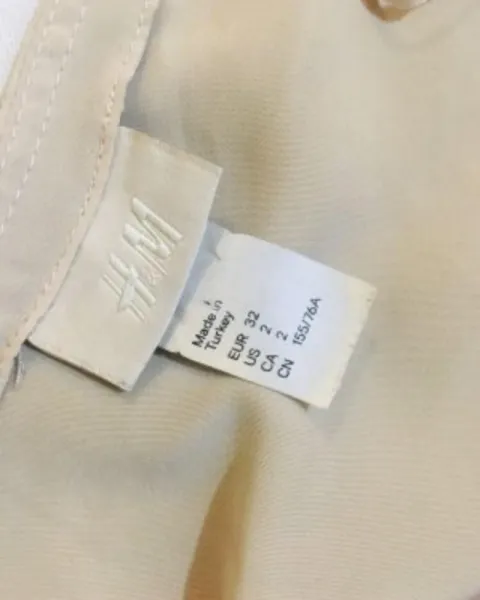 H&M
Made in
Turkey
EUR 32
US 2
CA 2
CN 155/76A